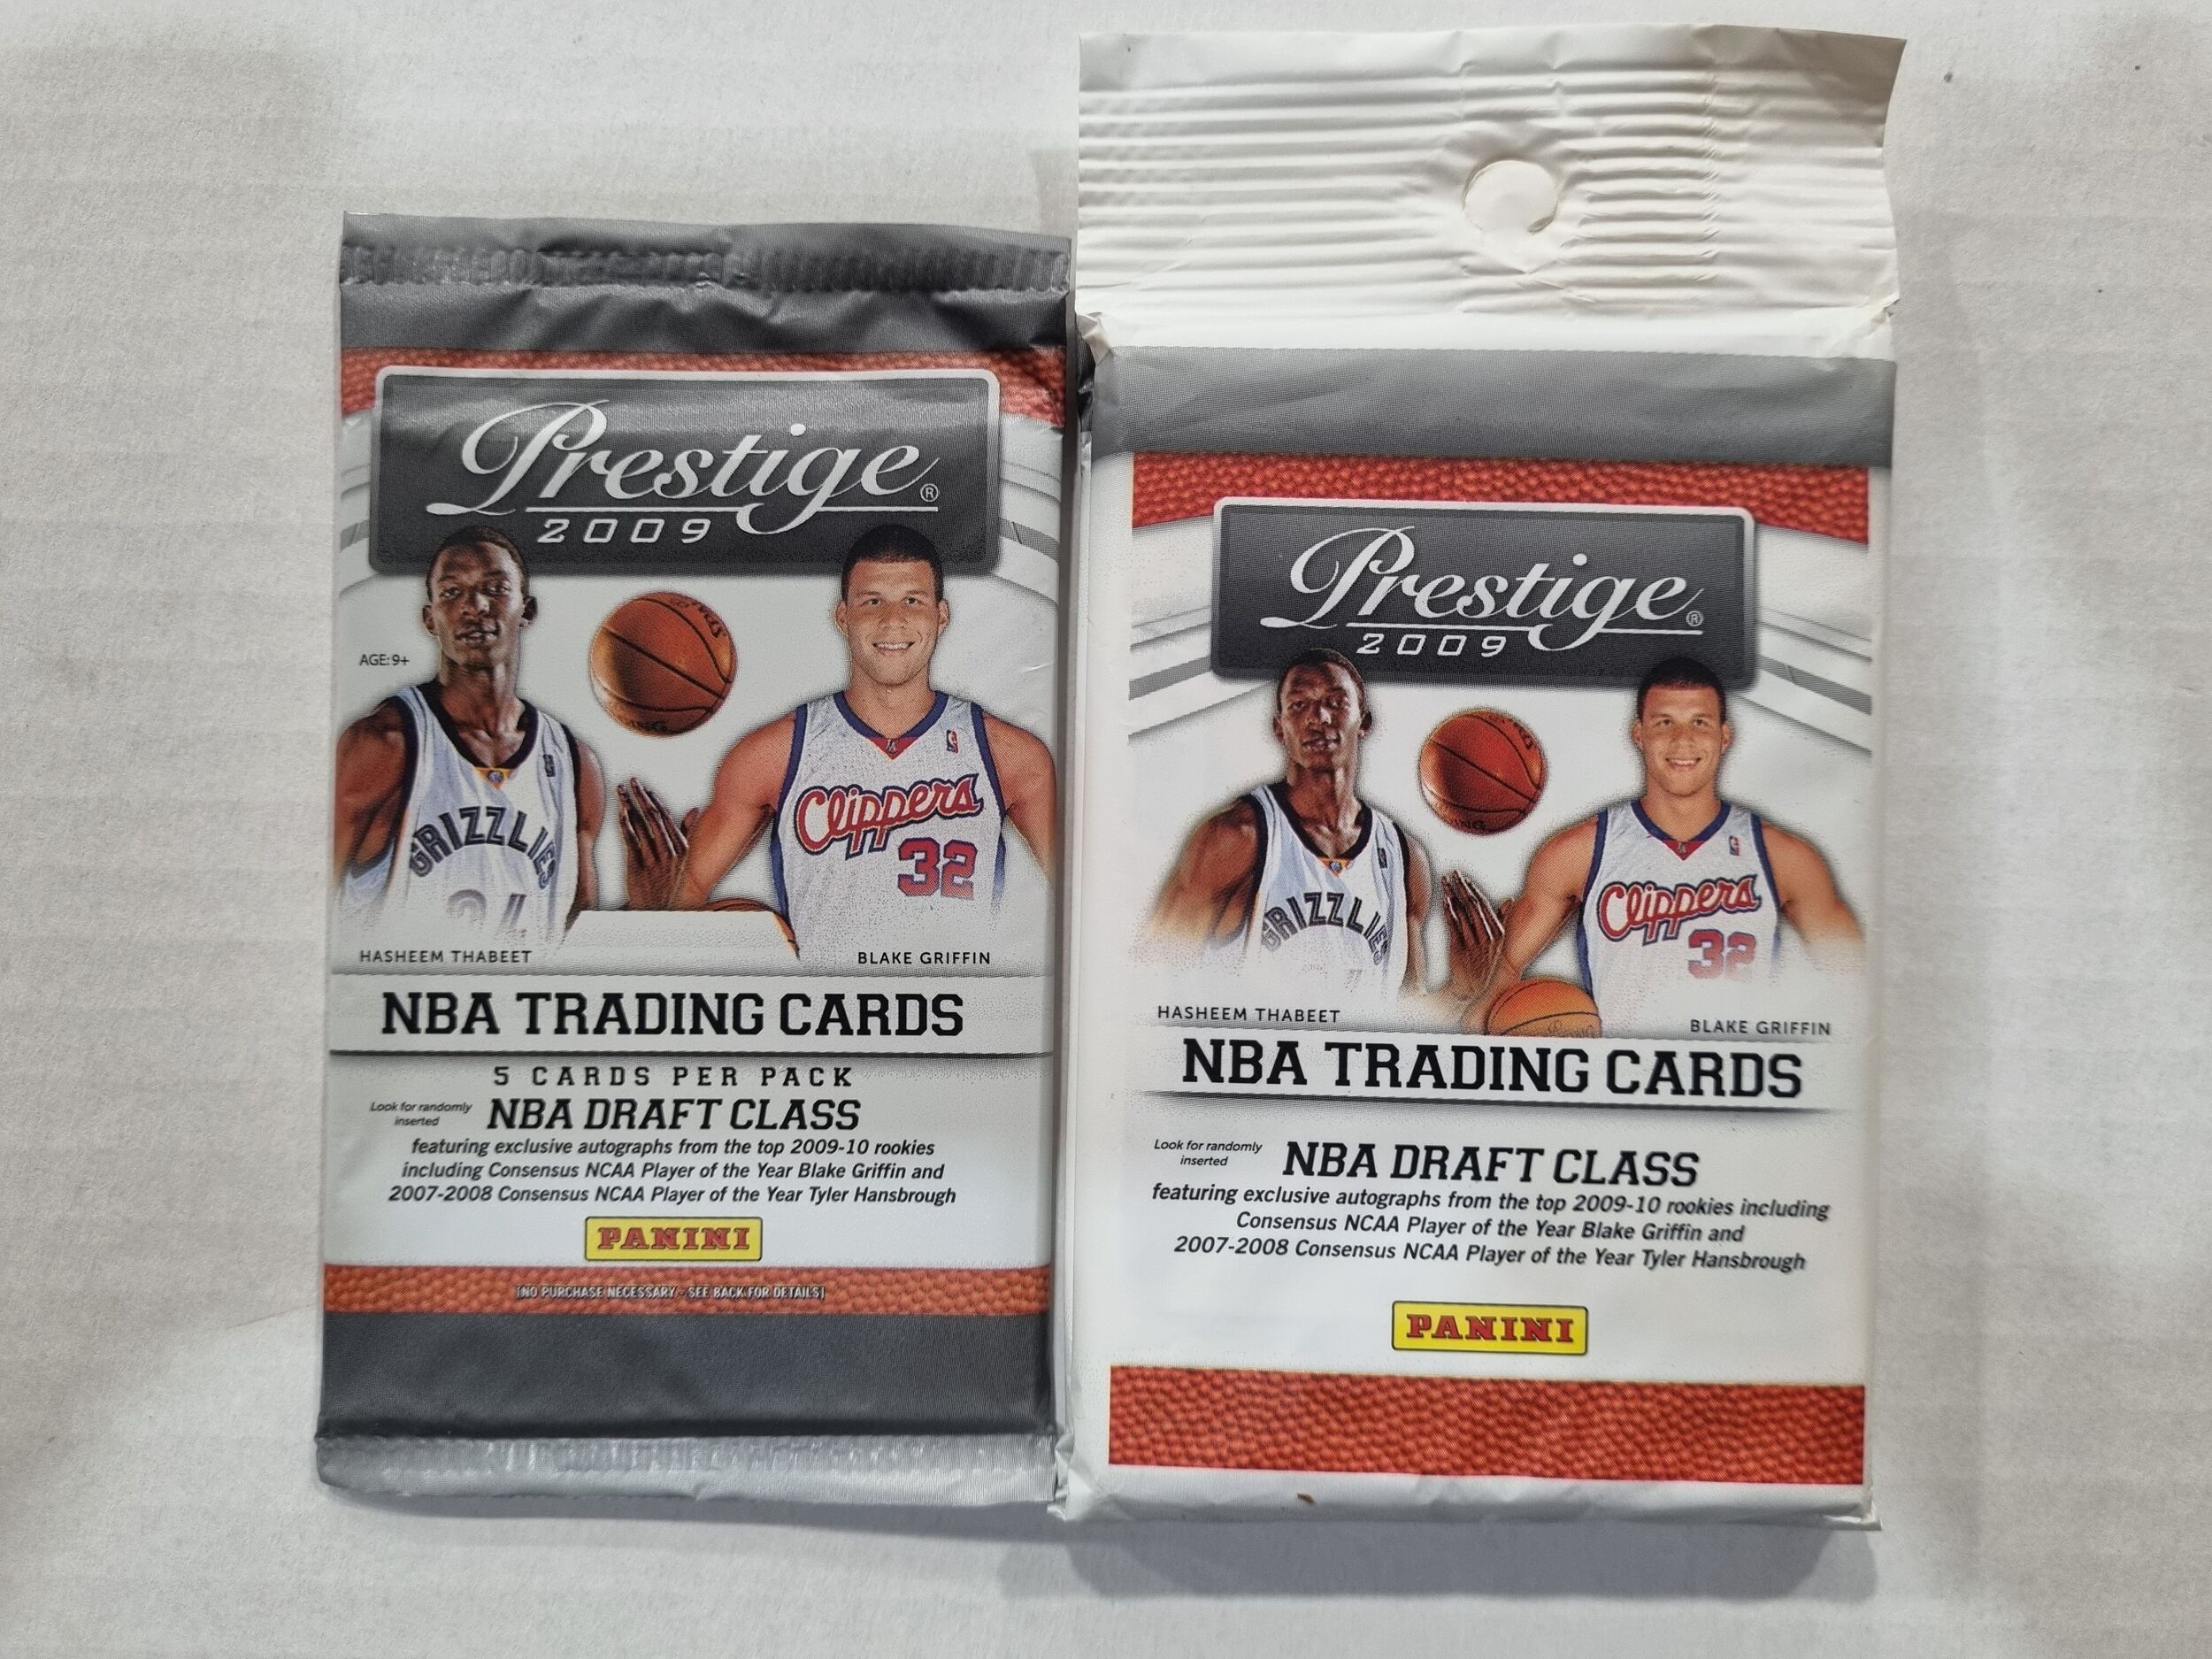 Prestige®
2009
AGE:9+
GRIZZLIES
Clippers
32
HASHEEM THABEET
BLAKE GRIFFIN
NBA TRADING CARDS
5 CARDS PER PACK
Look for randomly
inserted
NBA DRAFT CLASS
featuring exclusive autographs from the top 2009-10 rookies
including Consensus NCAA Player of the Year Blake Griffin and
2007-2008 Consensus NCAA Player of the Year Tyler Hansbrough
PANINI
[NO PURCHASE NECESSARY - SEE BACK FOR DETAILS]
Prestige®
2009
GRIZZLIES
Clippers
32
HASHEEM THABEET
BLAKE GRIFFIN
NBA TRADING CARDS
Look for randomly
inserted
NBA DRAFT CLASS
featuring exclusive autographs from the top 2009-10 rookies including
Consensus NCAA Player of the Year Blake Griffin and
2007-2008 Consensus NCAA Player of the Year Tyler Hansbrough
PANINI